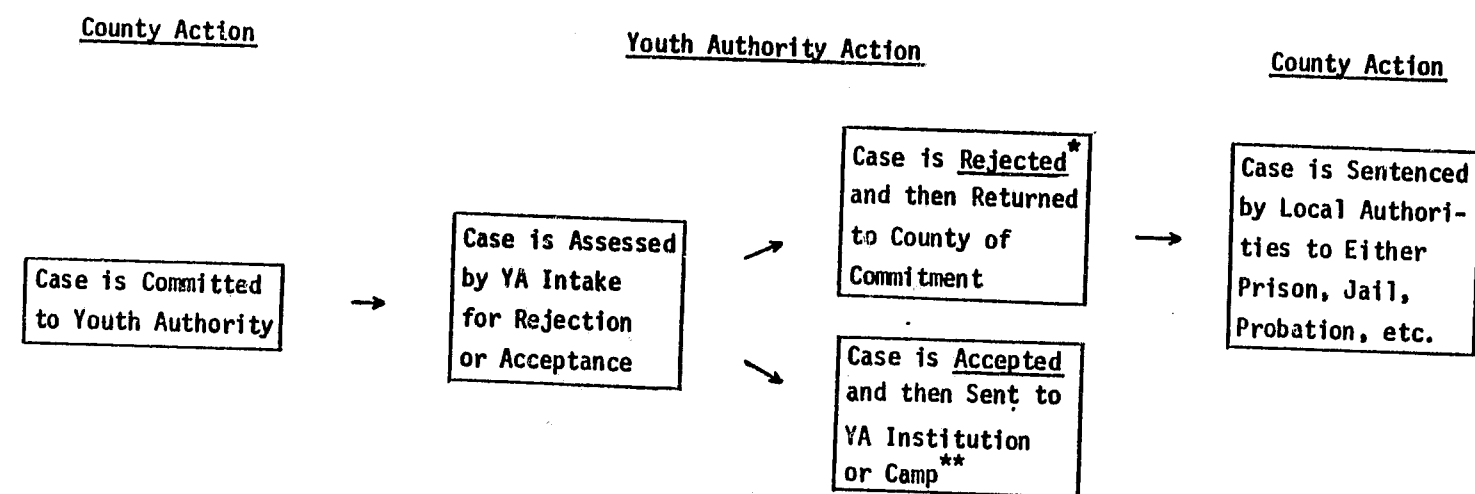 County Action
Youth Authority Action
County Action
Case is Committed
to Youth Authority
Case is Assessed
by YA Intake
for Rejection
or Acceptance
Case is Rejected*
and then Returned
to County of
Commitment
Case is Accepted
and then Sent to
YA Institution
or Camp**
Case is Sentenced
by Local Authori-
ties to Either
Prison, Jail,
Probation, etc.